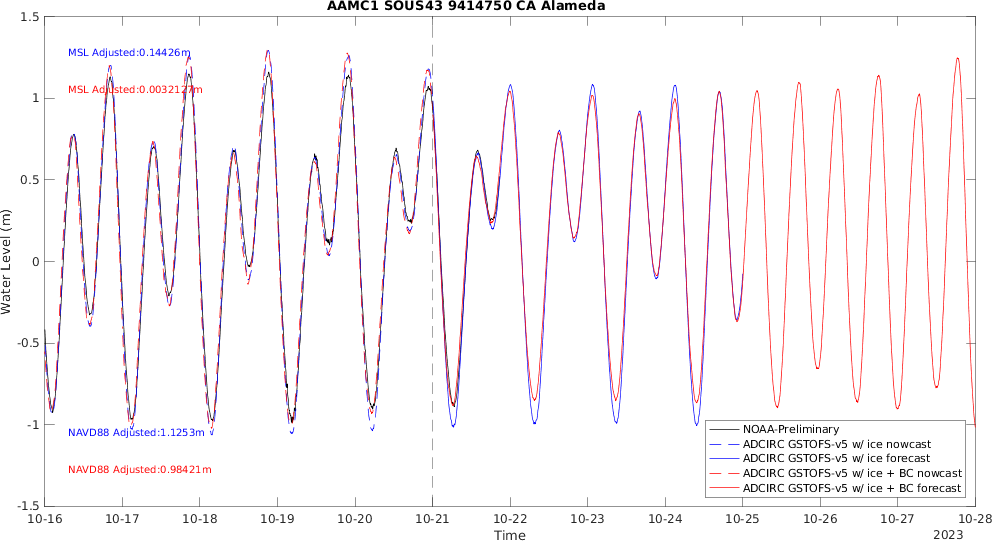 AAMC1 SOUS43 9414750 CA Alameda
1.5
1
0.5
0
-0.5
-1
-1.5
Water Level (m)
MSL Adjusted:0.14426m
MSL Adjusted:0.0032127m
NAVD88 Adjusted:1.1253m
NAVD88 Adjusted:0.98421m
NOAA-Preliminary
ADCIRC GSTOFS-v5 w/ ice nowcast
ADCIRC GSTOFS-v5 w/ ice forecast
ADCIRC GSTOFS-v5 w/ ice + BC nowcast
ADCIRC GSTOFS-v5 w/ ice + BC forecast
10-16 10-17 10-18 10-19 10-20 10-21 10-22 10-23 10-24 10-25 10-26 10-27 10-28
Time
2023